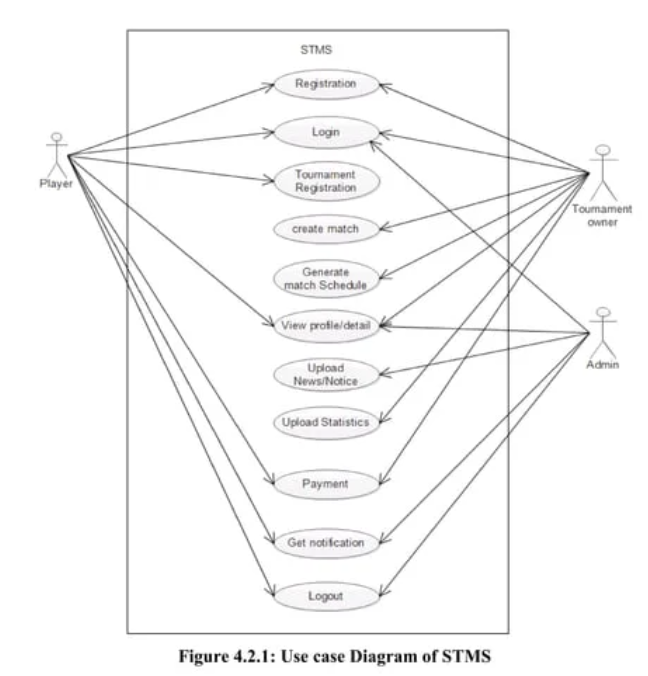 STMS
Registration
Login
Player
Tournament
Registration
Tournament
owner
create match
Generate
match Schedule
View profile/detail
Admin
Upload
News/Notice
Upload Statistics
Payment
Get notification
Logout
Figure 4.2.1: Use case Diagram of STMS